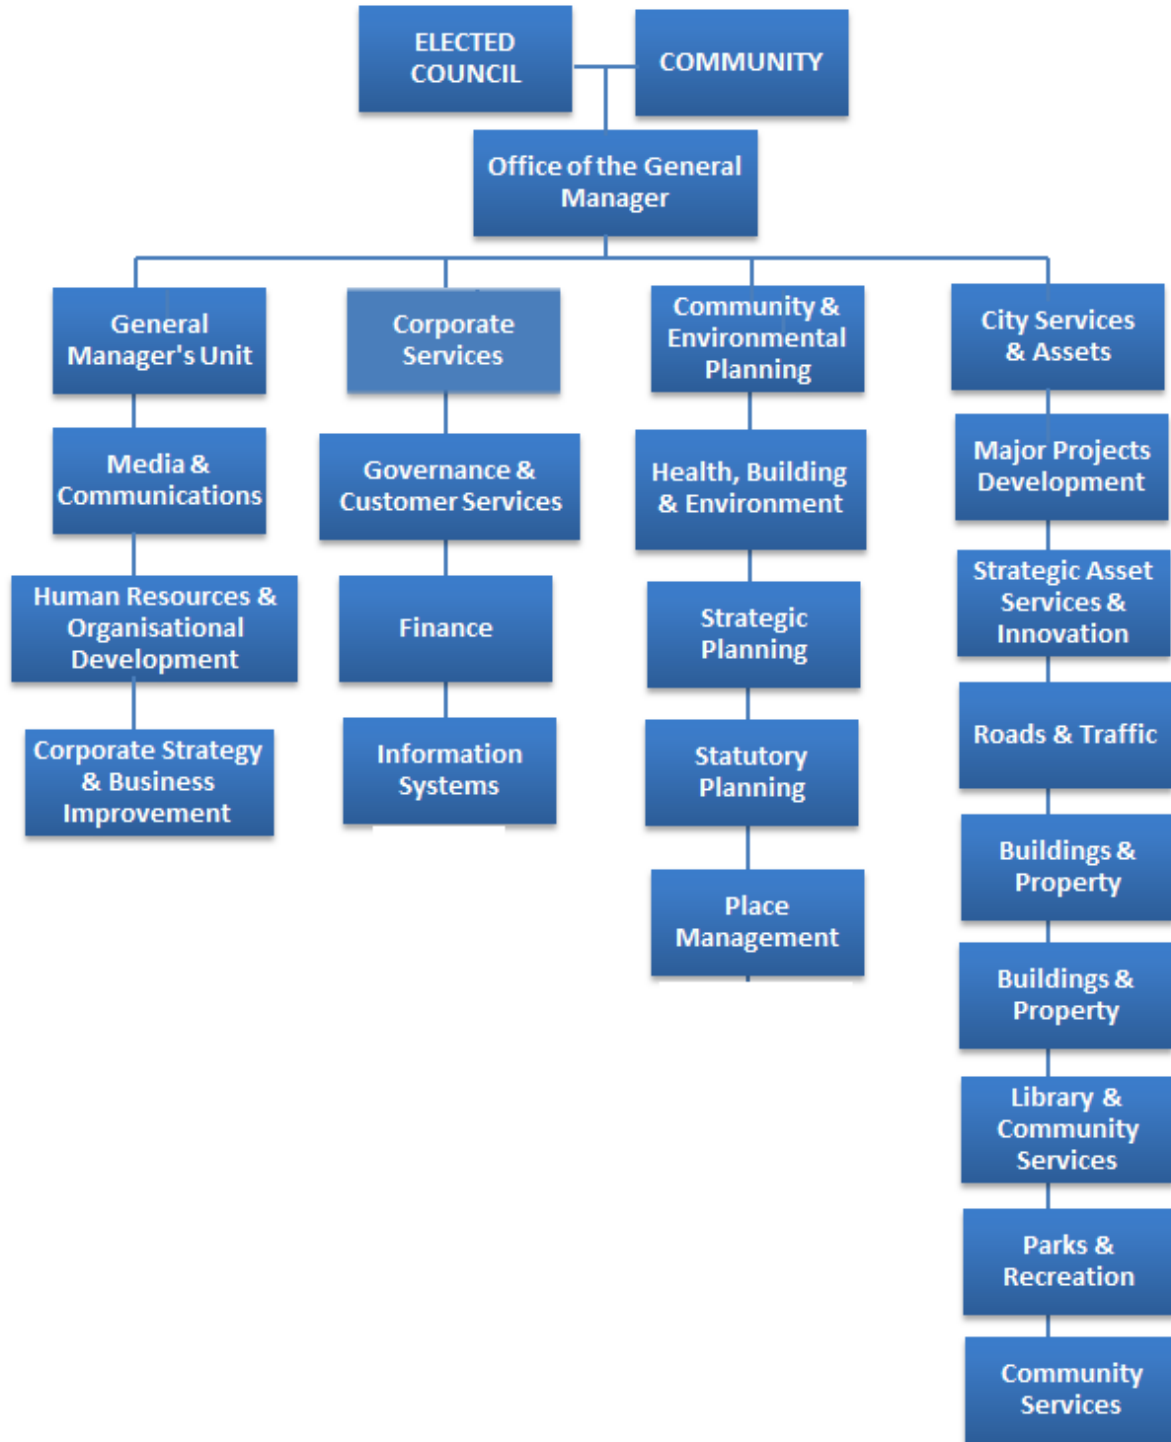 ELECTED
COUNCIL
COMMUNITY
Office of the General
Manager
General
Manager's Unit
Media &
Communications
Human Resources &
Organisational
Development
Corporate Strategy
& Business
Improvement
Corporate
Services
Governance &
Customer Services
Finance
Information
Systems
Community &
Environmental
Planning
Health, Building
& Environment
Strategic
Planning
Statutory
Planning
Place
Management
City Services
& Assets
Major Projects
Development
Strategic Asset
Services &
Innovation
Roads & Traffic
Buildings &
Property
Buildings &
Property
Library &
Community
Services
Parks &
Recreation
Community
Services